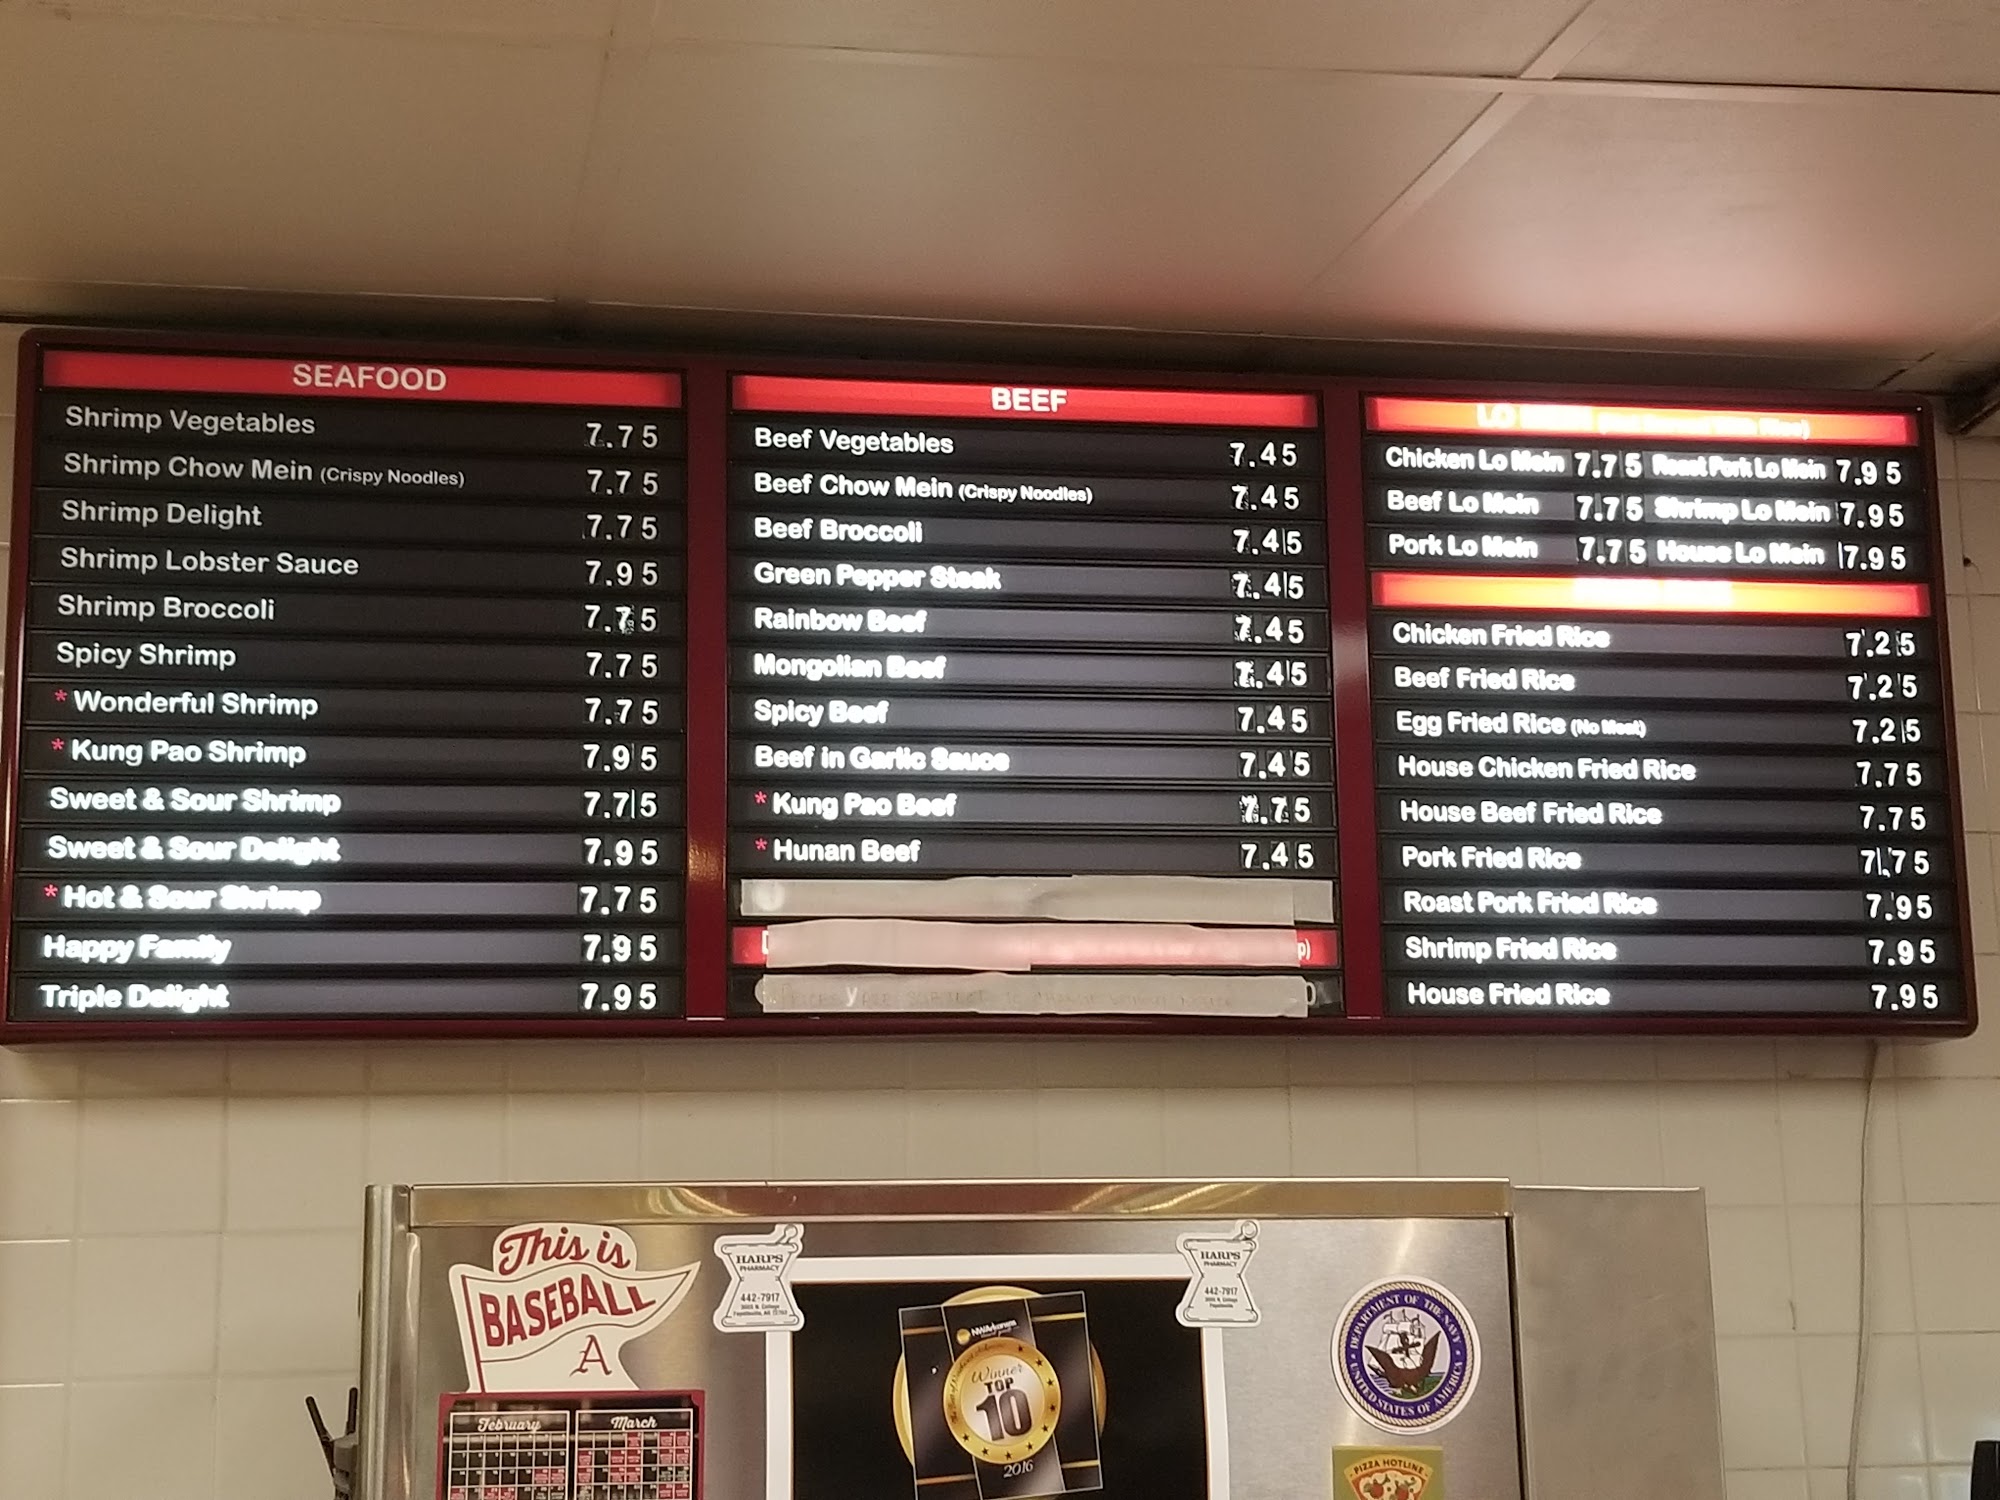 SEAFOOD
Shrimp Vegetables 7.75
Shrimp Chow Mein (Crispy Noodles) 7.75
Shrimp Delight 7.75
Shrimp Lobster Sauce 7.95
Shrimp Broccoli 7.75
Spicy Shrimp 7.75
* Wonderful Shrimp 7.75
* Kung Pao Shrimp 7.95
Sweet & Sour Shrimp 7.75
Sweet & Sour Delight 7.95
* Hot & Sour Shrimp 7.75
Happy Family 7.95
Triple Delight 7.95
BEEF
Beef Vegetables 7.45
Beef Chow Mein (Crispy Noodles) 7.45
Beef Broccoli 7.45
Green Pepper Steak 7.45
Rainbow Beef 7.45
Mongolian Beef 7.45
Spicy Beef 7.45
Beef in Garlic Sauce 7.45
* Kung Pao Beef 7.75
* Hunan Beef 7.45
LO
Chicken Lo Mein 7.75 Roast Pork Lo Mein 7.95
Beef Lo Mein 7.75 Shrimp Lo Mein 7.95
Pork Lo Mein 7.75 House Lo Mein 7.95
Chicken Fried Rice 7.25
Beef Fried Rice 7.25
Egg Fried Rice (No Meat) 7.25
House Chicken Fried Rice 7.75
House Beef Fried Rice 7.75
Pork Fried Rice 7.75
Roast Pork Fried Rice 7.95
Shrimp Fried Rice 7.95
House Fried Rice 7.95
This is
BASEBALL
A
February March
HARPS
PHARMACY
442-7917
Winner
TOP
10
2016
HARPS
PHARMACY
442-7917
DEPARTMENT OF THE NAVY
UNITED STATES OF AMERICA
PIZZA HOTLINE